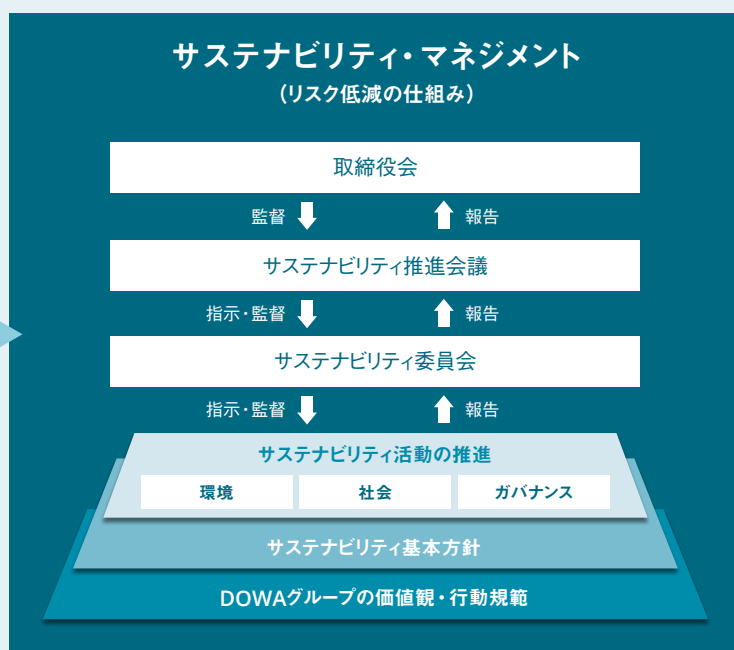 サステナビリティ・マネジメント
(リスク低減の仕組み)
取締役会
監督 報告
サステナビリティ推進会議
指示・監督 報告
サステナビリティ委員会
指示・監督 報告
サステナビリティ活動の推進
環境 社会 ガバナンス
サステナビリティ基本方針
DOWAグループの価値観・行動規範